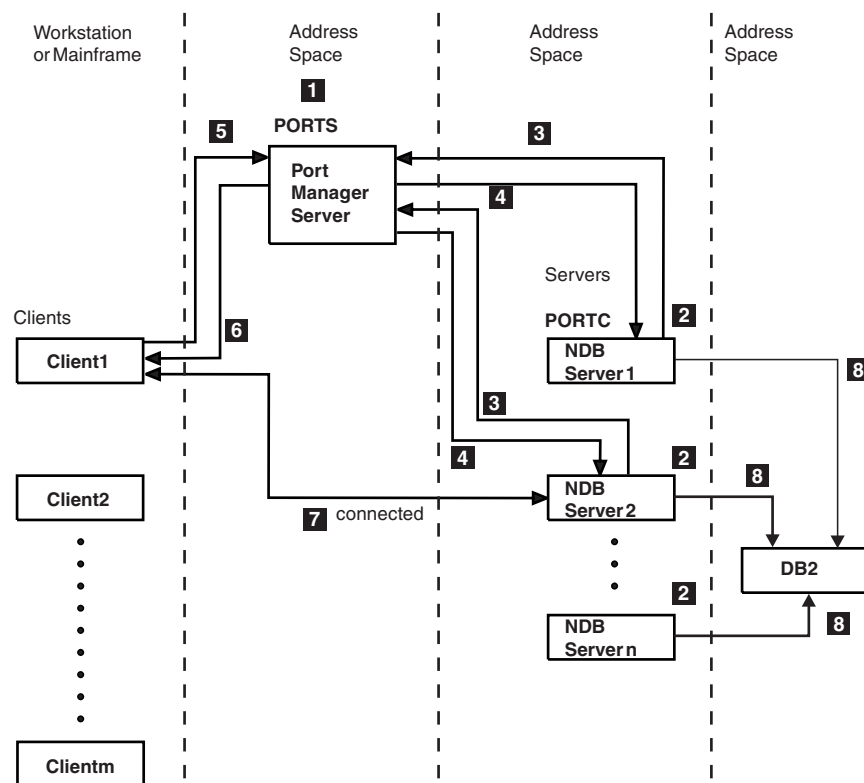 Workstation
or Mainframe
Address
Space
Address
Space
Address
Space
1
PORTS
5
3
Port
Manager
Server
4
Servers
Clients
PORTC
2
6
Client1
NDB
Server1
8
3
4
2
8
Client2
NDB
Server2
7 connected
DB2
2
8
NDB
Servern
Clientm